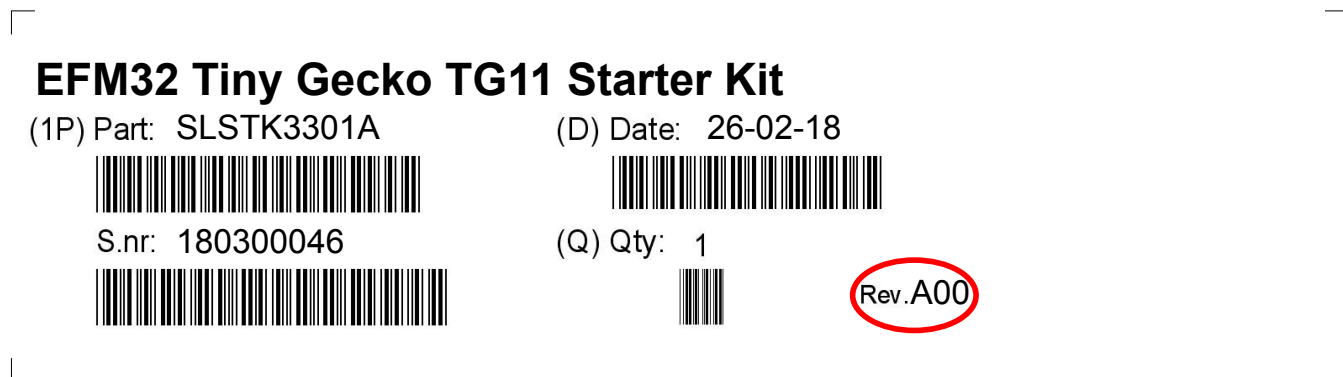 EFM32 Tiny Gecko TG11 Starter Kit
(1P) Part: SLSTK3301A
(D) Date: 26-02-18
S.nr: 180300046
(Q) Qty: 1
Rev.A00